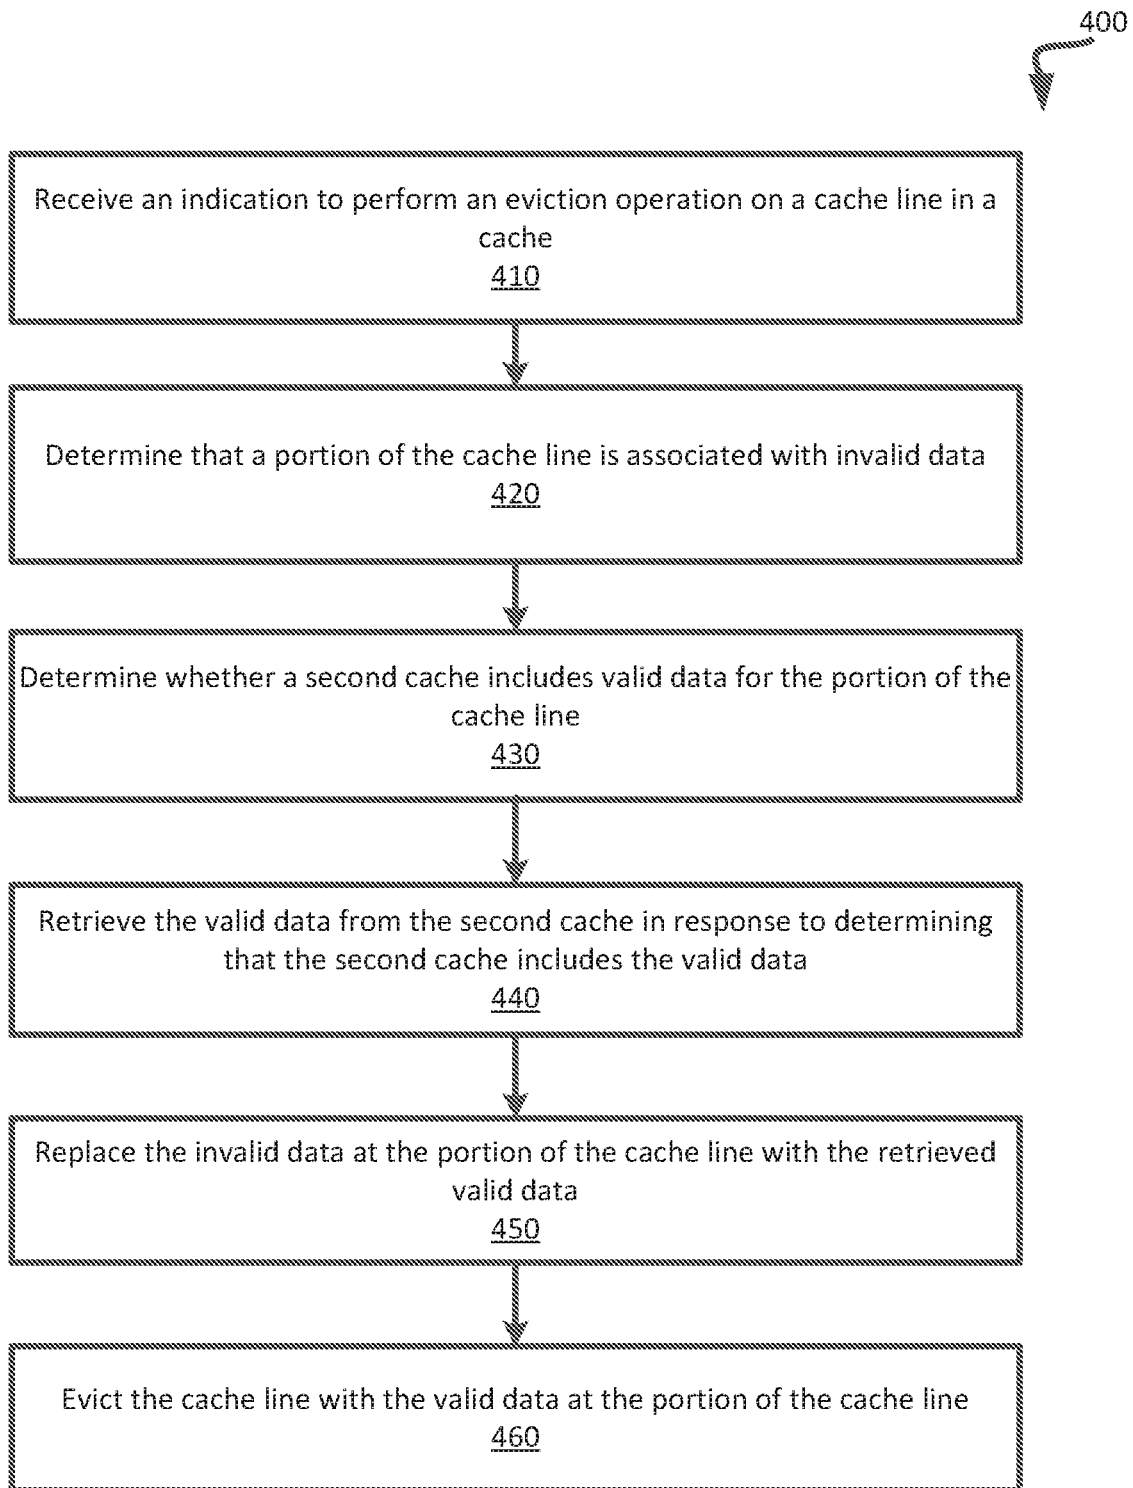 400
Receive an indication to perform an eviction operation on a cache line in a
cache
410
Determine that a portion of the cache line is associated with invalid data
420
Determine whether a second cache includes valid data for the portion of the
cache line
430
Retrieve the valid data from the second cache in response to determining
that the second cache includes the valid data
440
Replace the invalid data at the portion of the cache line with the retrieved
valid data
450
Evict the cache line with the valid data at the portion of the cache line
460